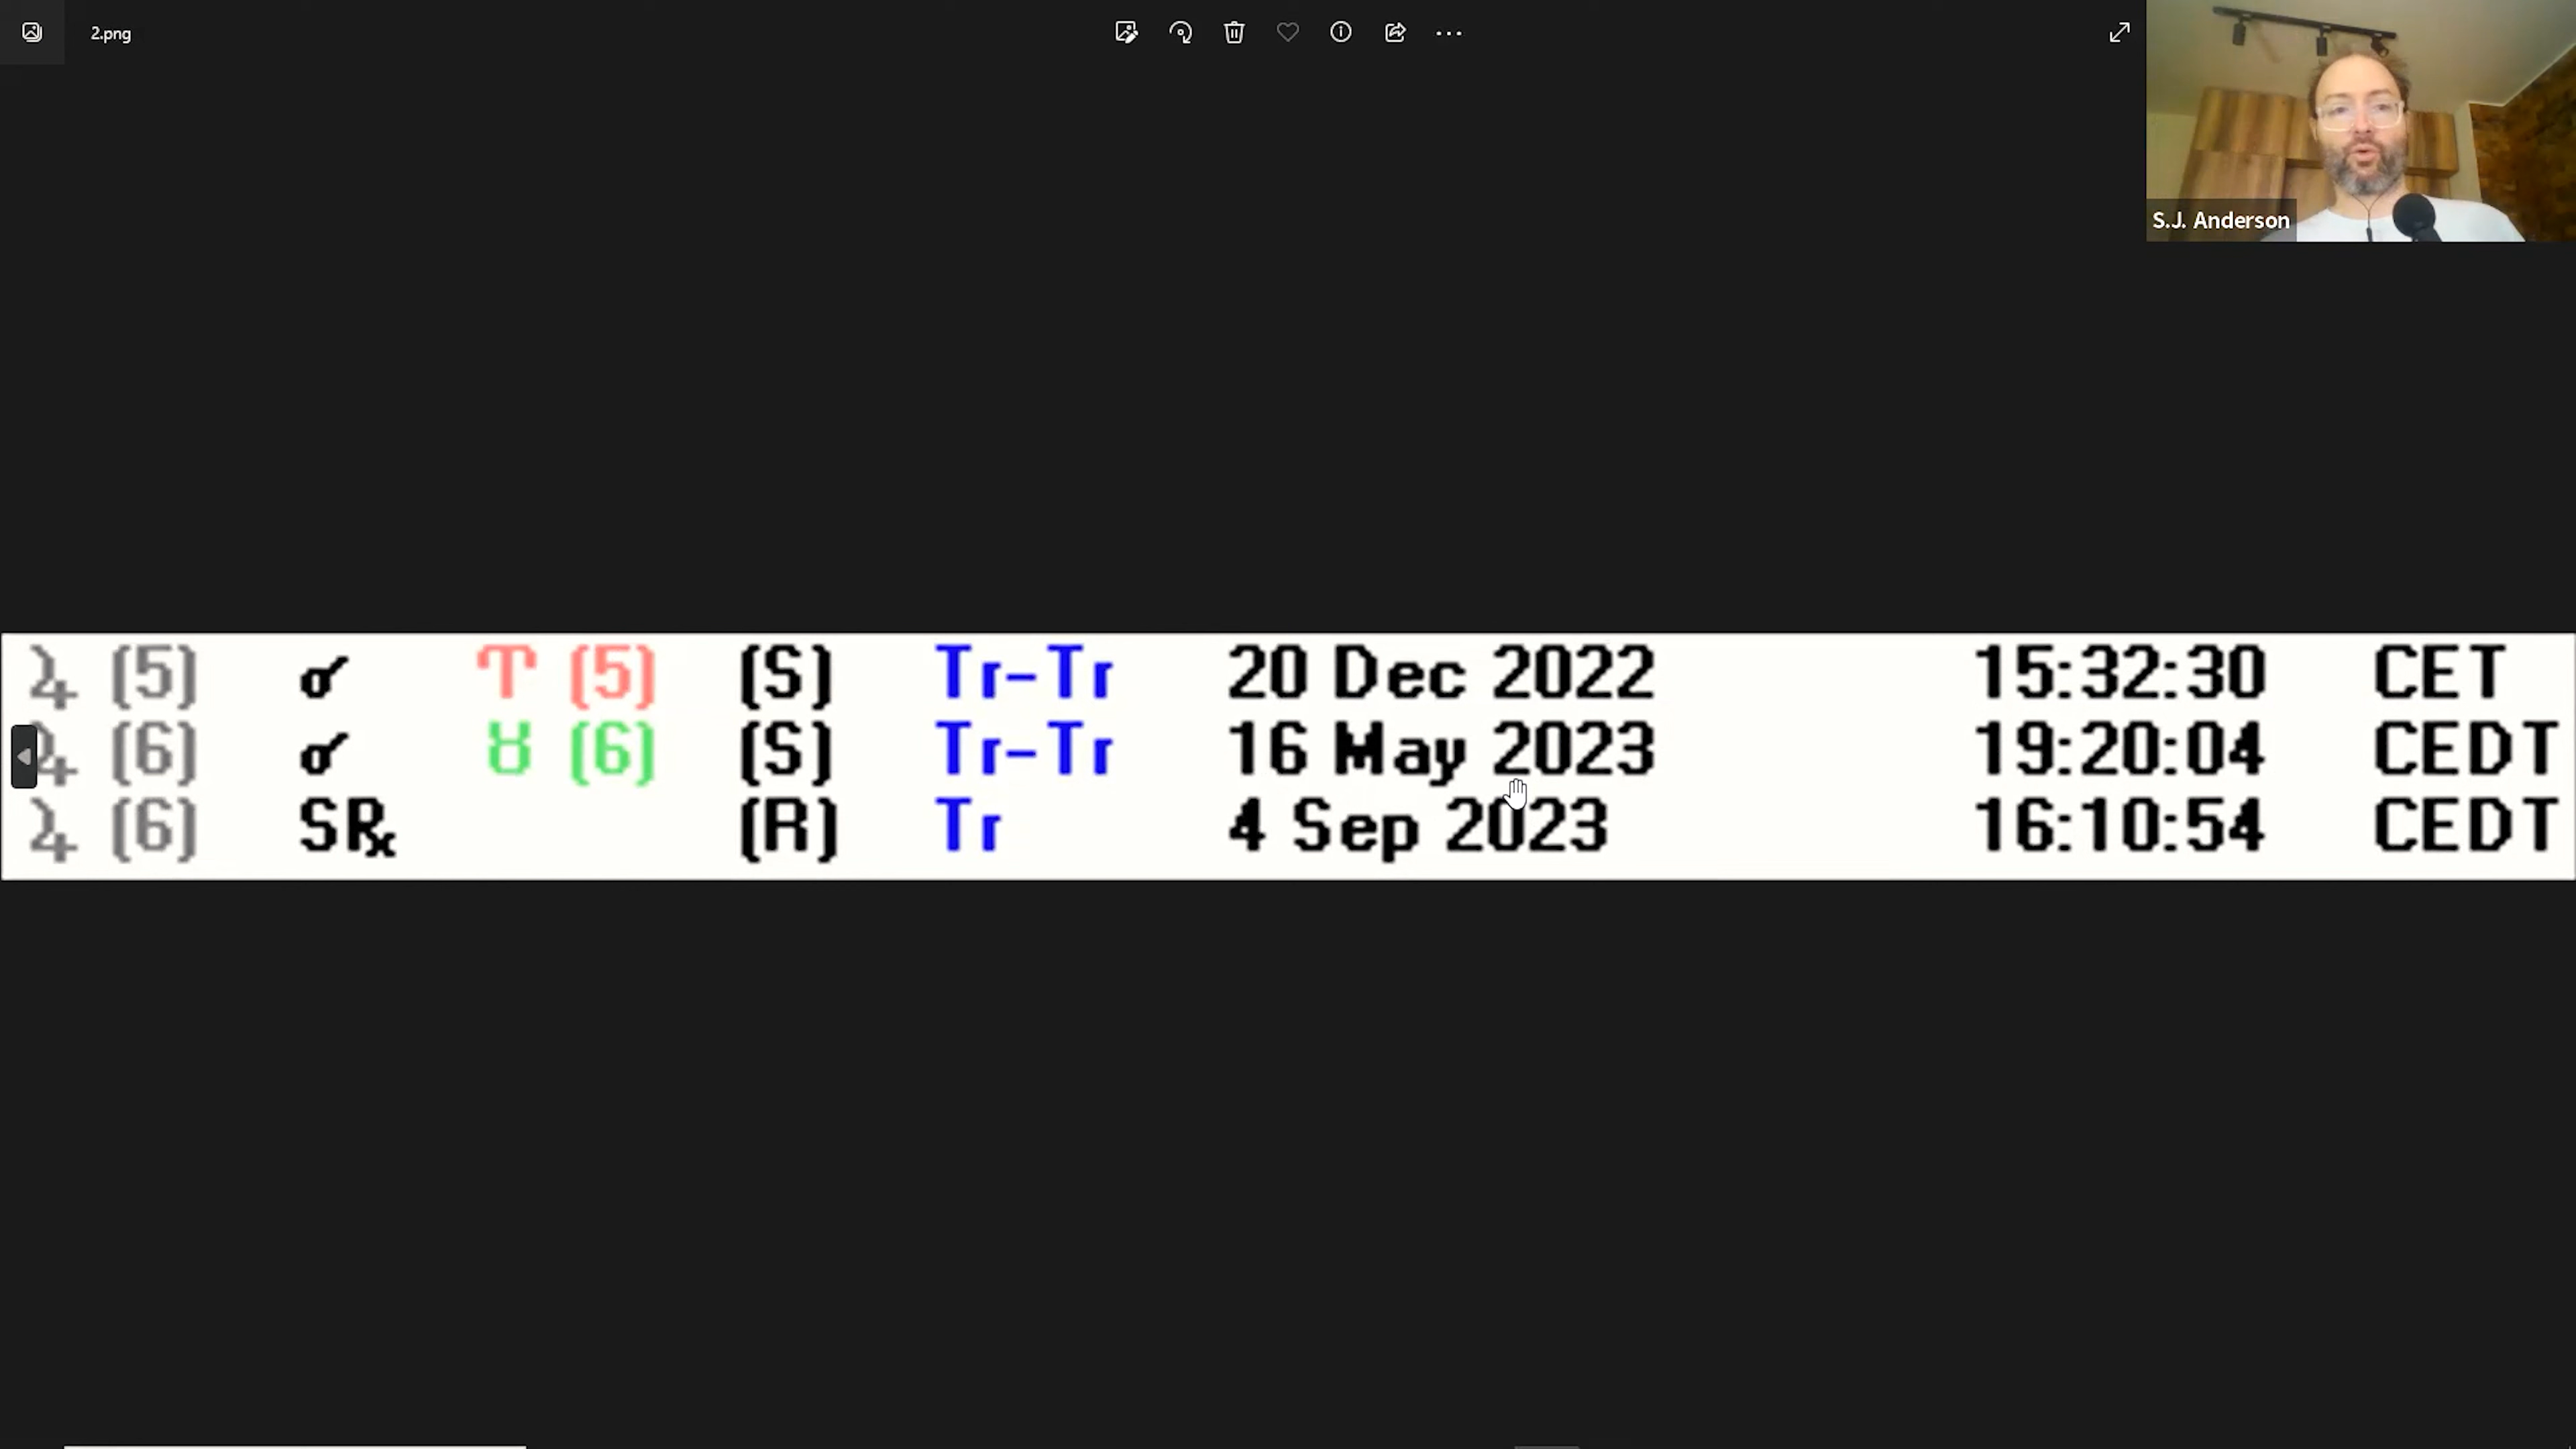 2.png
S.J. Anderson
♃ (5) ☌ ♈ (5) (S) Tr-Tr 20 Dec 2022 15:32:30 CET
♃ (6) ☌ ♉ (6) (S) Tr-Tr 16 May 2023 19:20:04 CEDT
♃ (6) S℞ (R) Tr 4 Sep 2023 16:10:54 CEDT